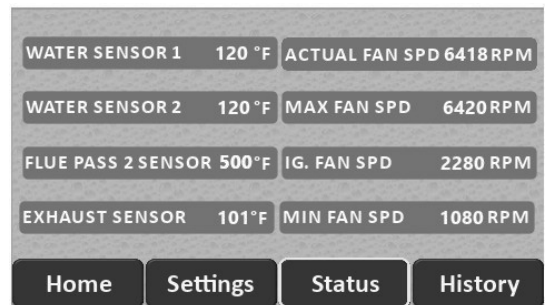 WATER SENSOR 1 120 °F ACTUAL FAN SPD 6418 RPM
WATER SENSOR 2 120 °F MAX FAN SPD 6420 RPM
FLUE PASS 2 SENSOR 500°F IG. FAN SPD 2280 RPM
EXHAUST SENSOR 101°F MIN FAN SPD 1080 RPM
Home Settings Status History